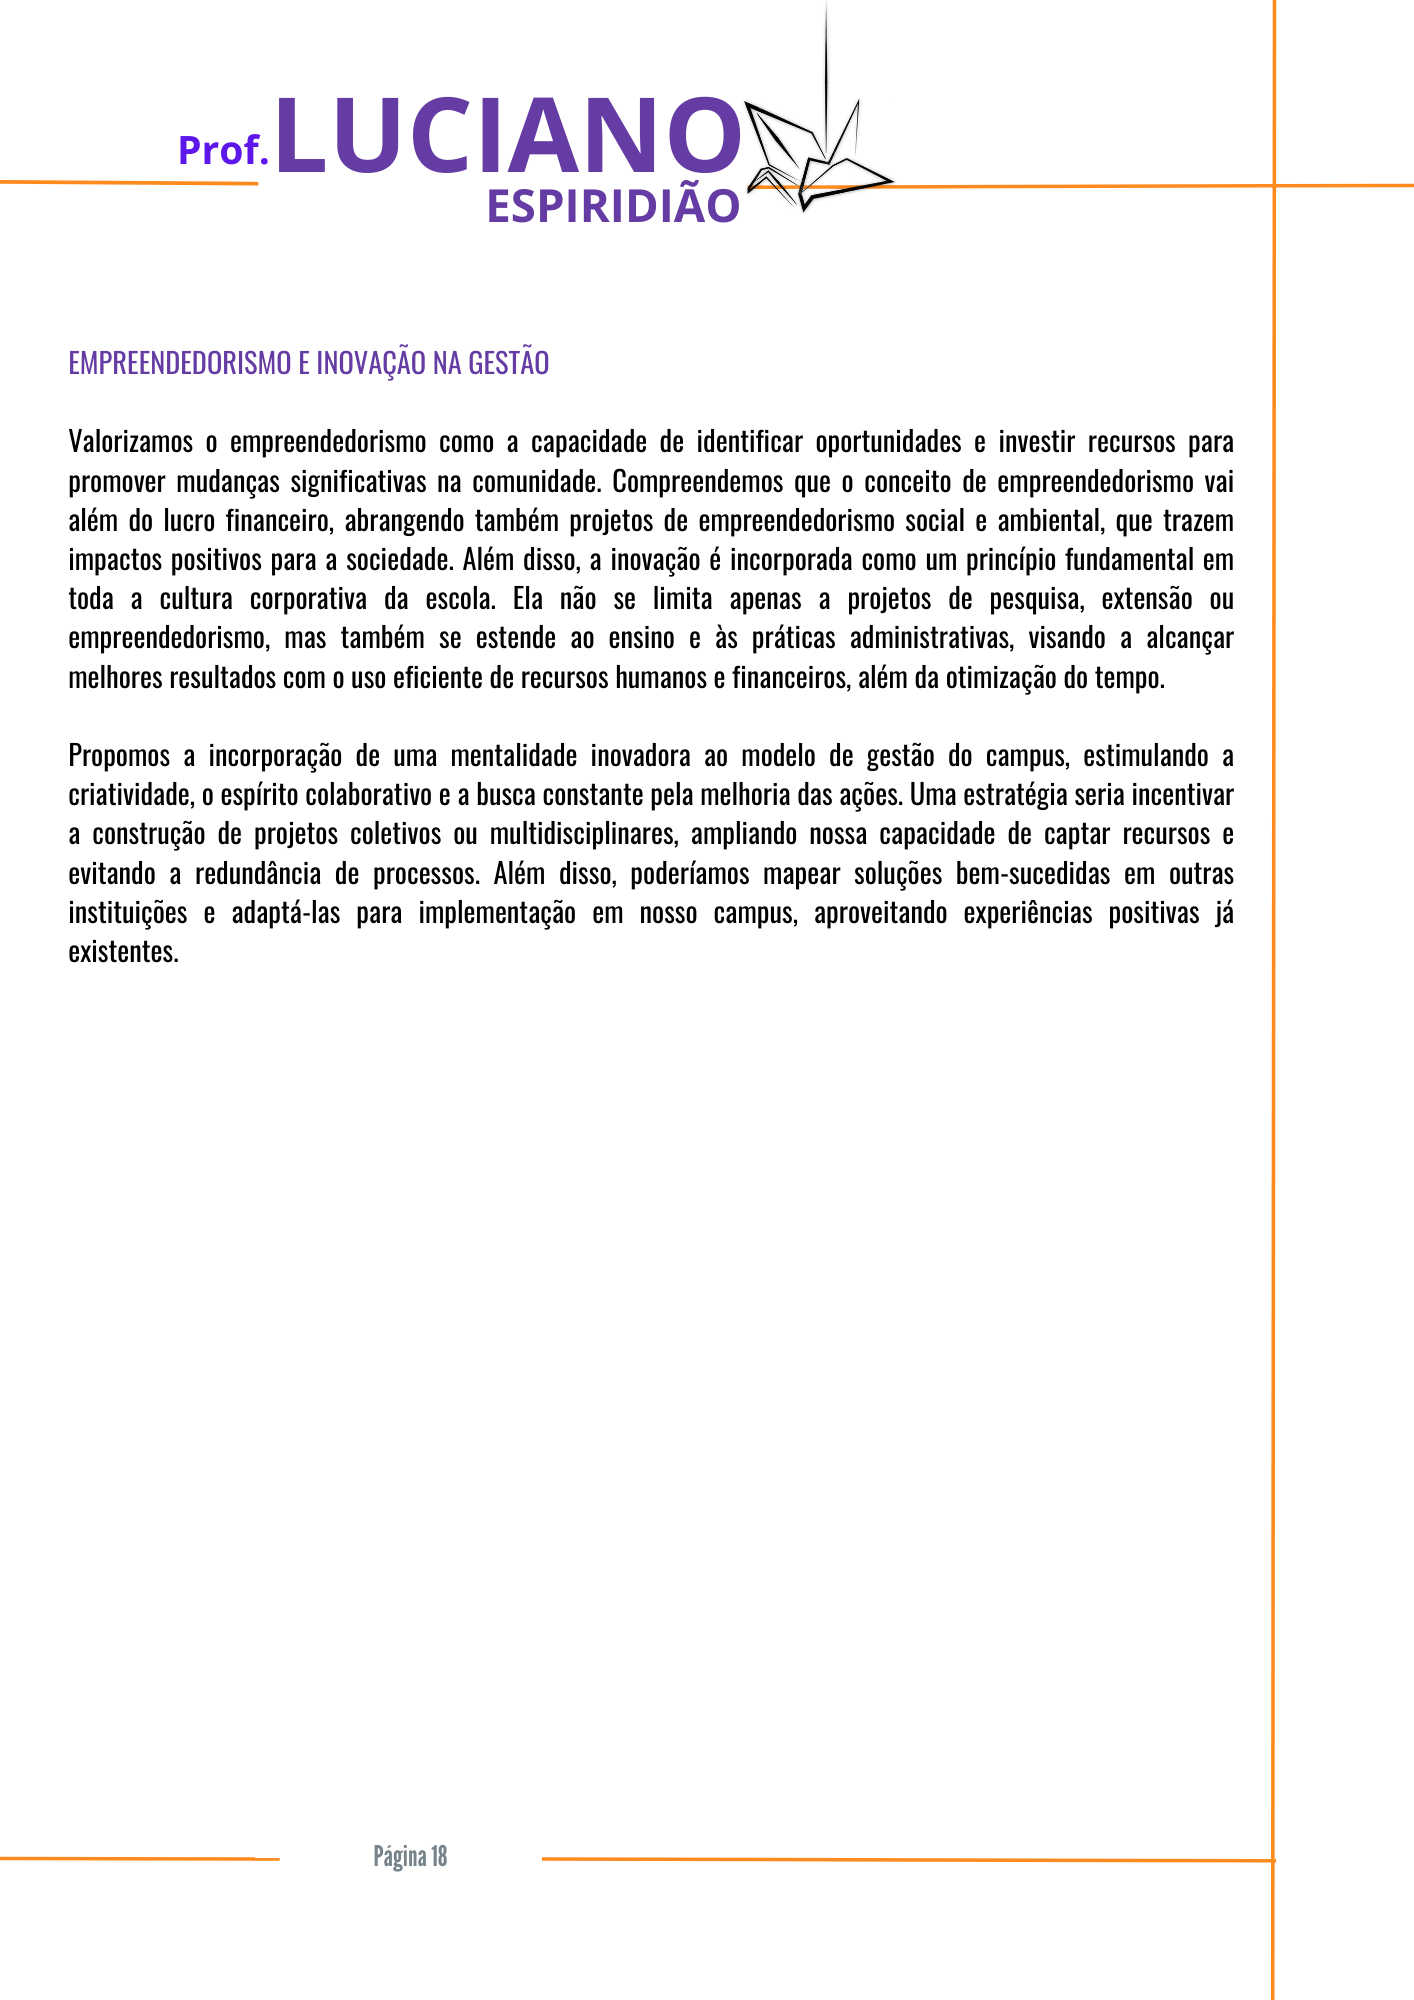 Prof. LUCIANO
ESPIRIDIÃO
EMPREENDEDORISMO E INOVAÇÃO NA GESTÃO
Valorizamos o empreendedorismo como a capacidade de identificar oportunidades e investir recursos para
promover mudanças significativas na comunidade. Compreendemos que o conceito de empreendedorismo vai
além do lucro financeiro, abrangendo também projetos de empreendedorismo social e ambiental, que trazem
impactos positivos para a sociedade. Além disso, a inovação é incorporada como um princípio fundamental em
toda a cultura corporativa da escola. Ela não se limita apenas a projetos de pesquisa, extensão ou
empreendedorismo, mas também se estende ao ensino e às práticas administrativas, visando a alcançar
melhores resultados com o uso eficiente de recursos humanos e financeiros, além da otimização do tempo.
Propomos a incorporação de uma mentalidade inovadora ao modelo de gestão do campus, estimulando a
criatividade, o espírito colaborativo e a busca constante pela melhoria das ações. Uma estratégia seria incentivar
a construção de projetos coletivos ou multidisciplinares, ampliando nossa capacidade de captar recursos e
evitando a redundância de processos. Além disso, poderíamos mapear soluções bem-sucedidas em outras
instituições e adaptá-las para implementação em nosso campus, aproveitando experiências positivas já
existentes.
Página 18